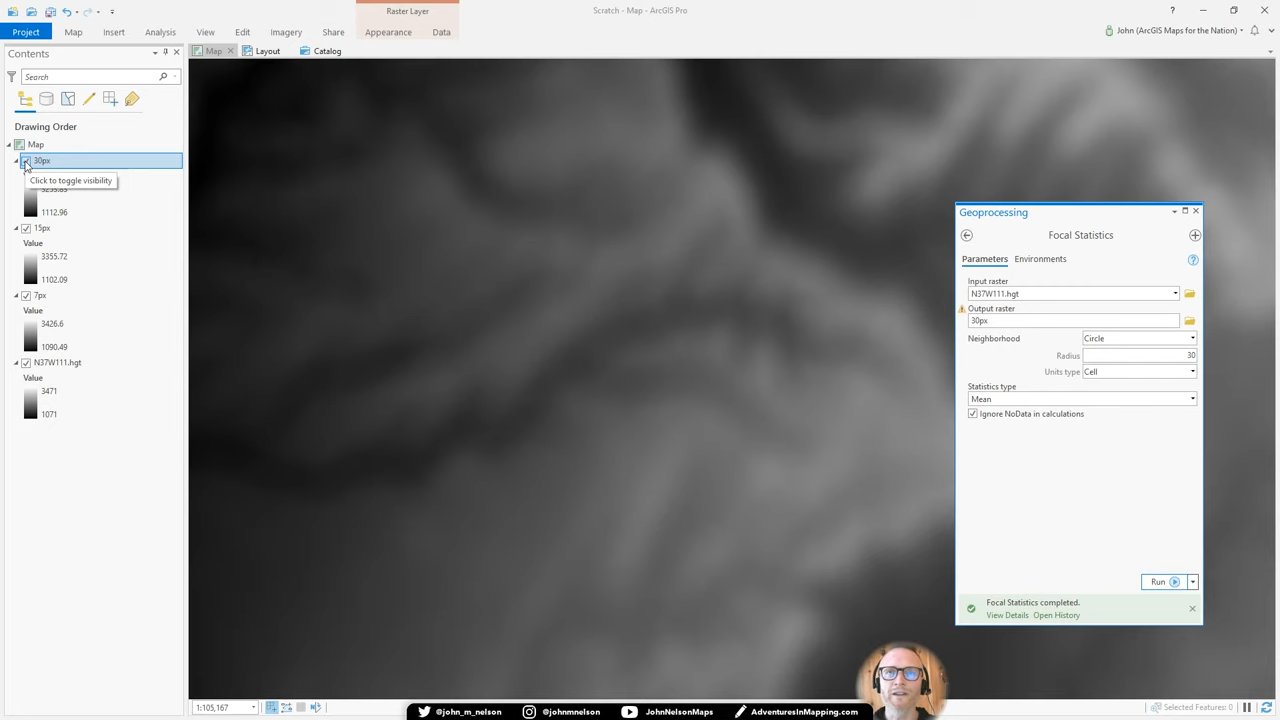 Raster Layer
Scratch - Map - ArcGIS Pro
?
Project Map Insert Analysis View Edit Imagery Share Appearance Data
John (ArcGIS Maps for the Nation)
Contents
Map Layout Catalog
Search
Drawing Order
Map
30px
Click to toggle visibility
1112.96
15px
Value
3355.72
1102.09
7px
Value
3426.6
1090.49
N37W111.hgt
Value
3471
1071
Geoprocessing
Focal Statistics
Parameters Environments
?
Input raster
N37W111.hgt
Output raster
30px
Neighborhood Circle
Radius 30
Units type Cell
Statistics type
Mean
Ignore NoData in calculations
Run
Focal Statistics completed.
View Details Open History
1:105,167
Selected Features: 0
@john_m_nelson @johnmnelson JohnNelsonMaps AdventuresInMapping.com